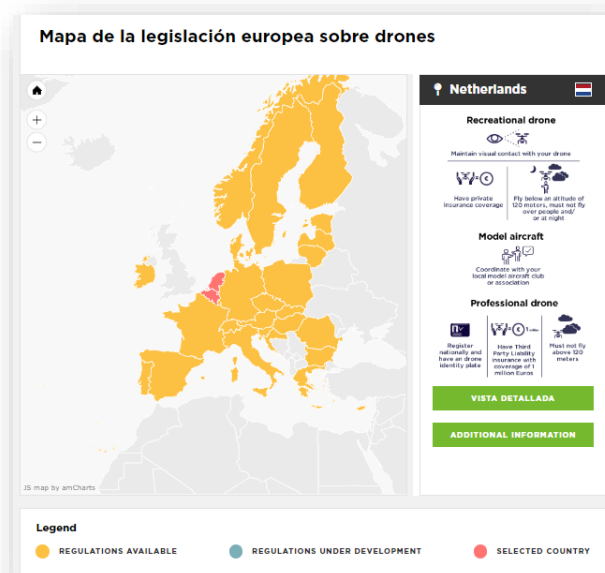 Mapa de la legislación europea sobre drones
+
−
JS map by amCharts
Netherlands
Recreational drone
Maintain visual contact with your drone
Have private
insurance coverage
Fly below an altitude of
120 meters, must not fly
over people and/
or at night
Model aircraft
Coordinate with your
local model aircraft club
or association
Professional drone
Register
nationally and
have an drone
identity plate
Have Third
Party Liability
insurance with
coverage of 1
million Euros
Must not fly
above 120
meters
VISTA DETALLADA
ADDITIONAL INFORMATION
Legend
REGULATIONS AVAILABLE
REGULATIONS UNDER DEVELOPMENT
SELECTED COUNTRY